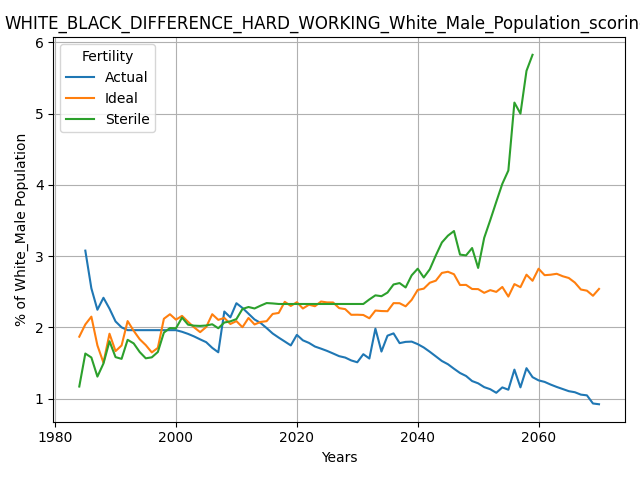 WHITE_BLACK_DIFFERENCE_HARD_WORKING_White_Male_Population_scorin
Fertility
Actual
Ideal
Sterile
% of White_Male Population
6
5
4
3
2
1
1980 2000 2020 2040 2060
Years